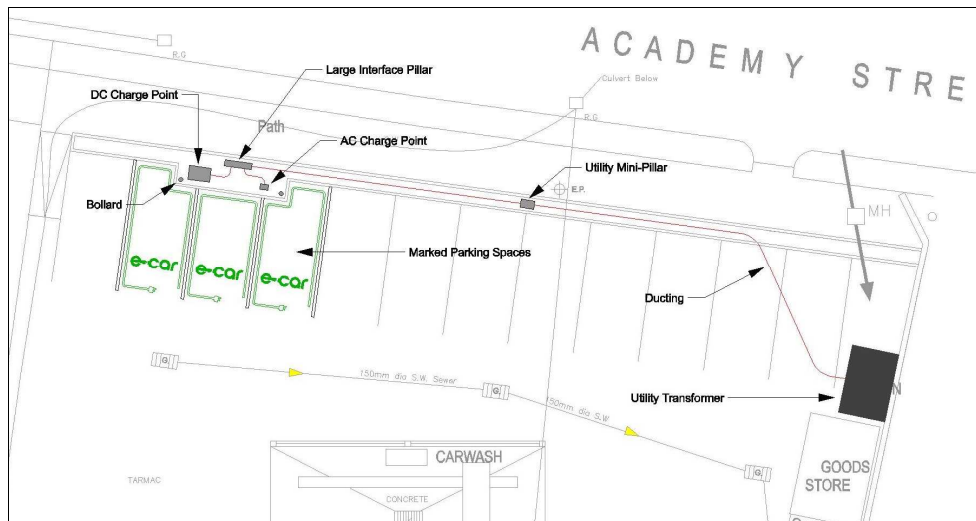 ACADEMY STRE
R.G
Large Interface Pillar
Culvert Below
DC Charge Point
R.G
Path
AC Charge Point
Utility Mini-Pillar
E.P.
Bollard
MH
Marked Parking Spaces
e-car
e-car
e-car
Ducting
G
150mm dia S.W. Sewer
G
150mm dia S.W
Utility Transformer
N
CARWASH
G
GOODS
STORE
TARMAC
CONCRETE